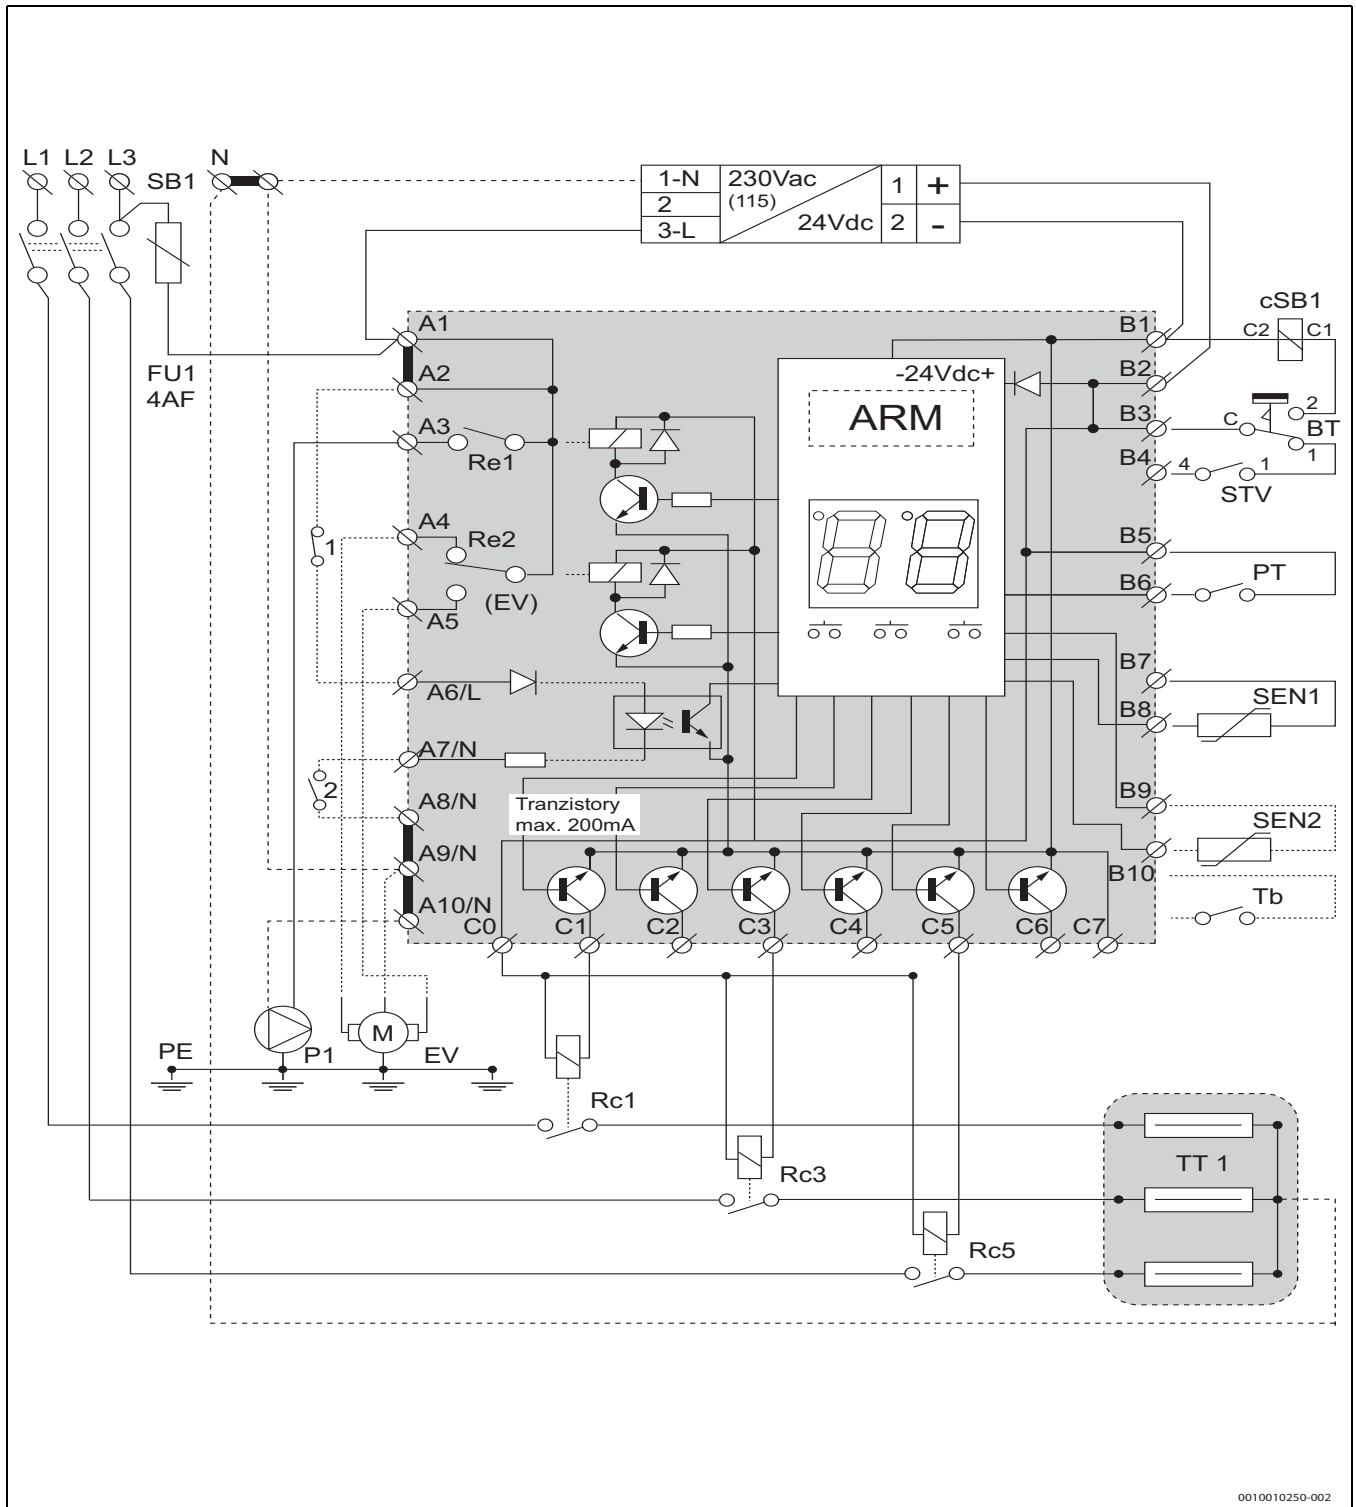 L1 L2 L3
SB1
N
1-N
2
3-L
230Vac
(115)
24Vdc
1 +
2 -
FU1
4AF
A1
A2
A3
Re1
A4
Re2
(EV)
A5
A6/L
A7/N
A8/N
A9/N
A10/N
1
2
-24Vdc+
ARM
88
Tranzistory
max. 200mA
B1
B2
B3
B4
B5
B6
B7
B8
B9
B10
cSB1
C2 C1
2
C
BT
1
4 1
STV
PT
SEN1
SEN2
Tb
C0 C1 C2 C3 C4 C5 C6 C7
M
PE
P1
EV
Rc1
Rc3
Rc5
TT 1
0010010250-002